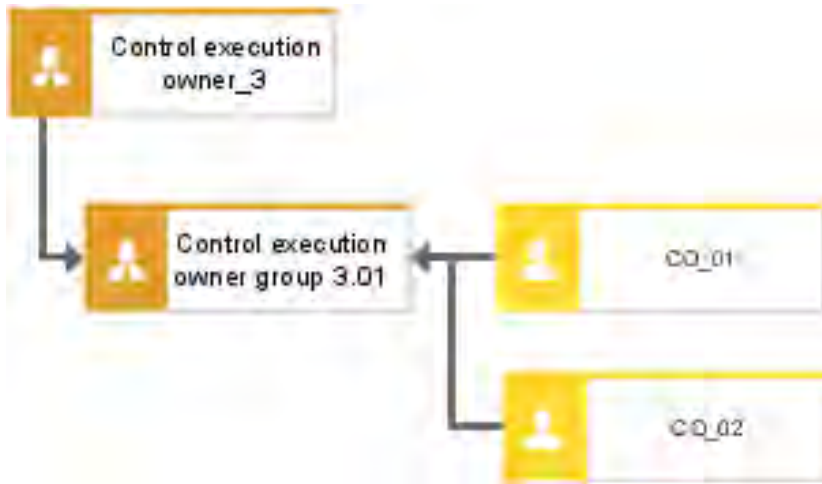 Control execution
owner_3
Control execution
owner group 3.01
CO_01
CO_02